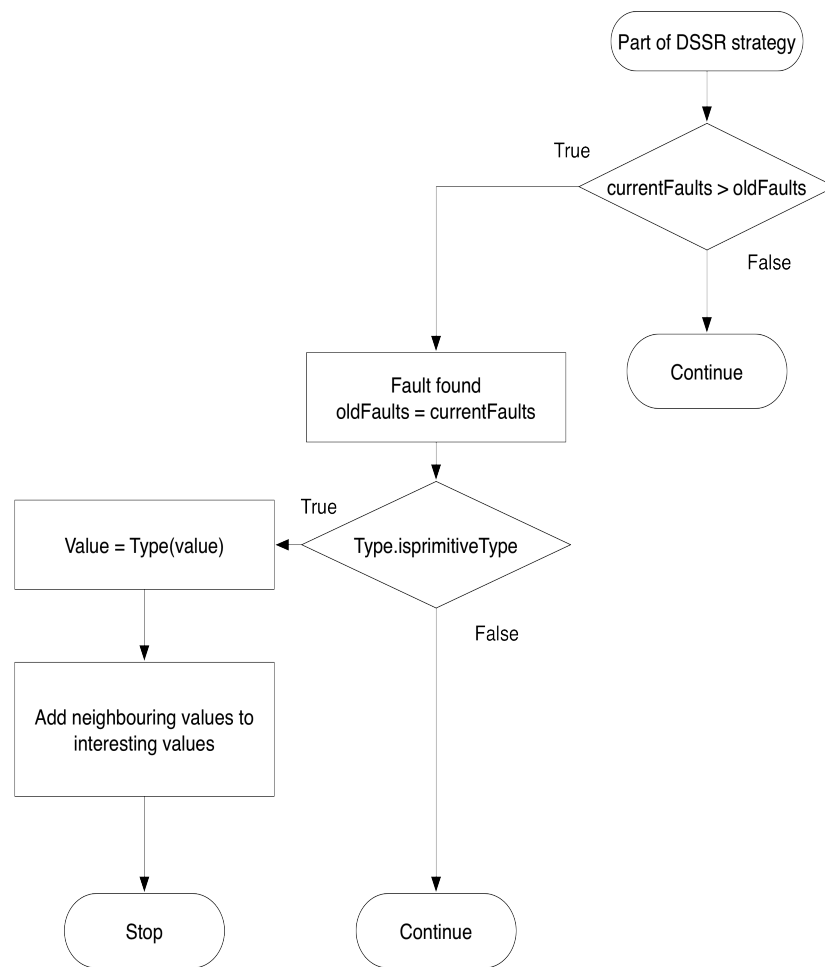 Part of DSSR strategy
True
currentFaults > oldFaults
False
Continue
Fault found
oldFaults = currentFaults
True
Value = Type(value)
Type.isprimitiveType
False
Add neighbouring values to
interesting values
Stop
Continue